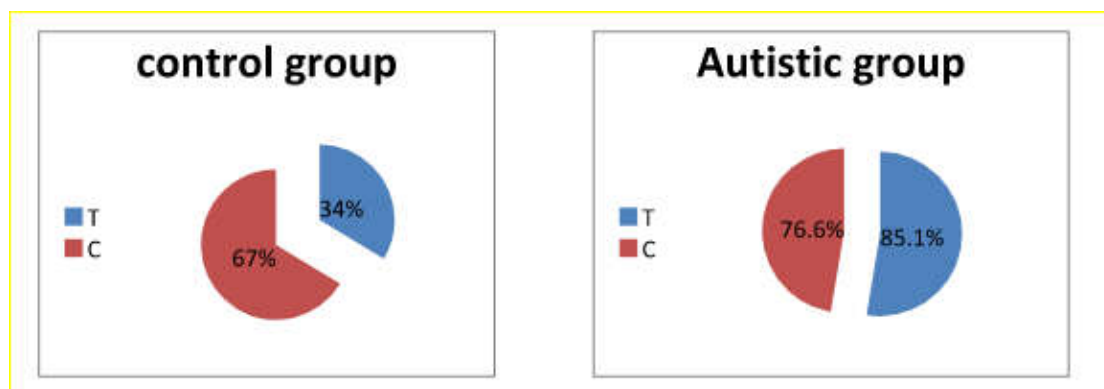 control group
T
C
34%
67%
Autistic group
T
C
76.6%
85.1%